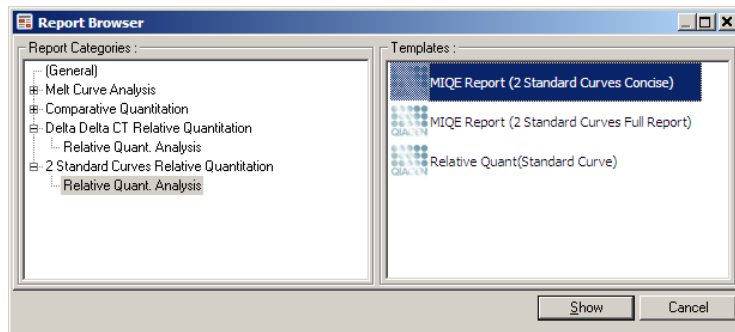 Report Browser
Report Categories :
(General)
Melt Curve Analysis
Comparative Quantitation
Delta Delta CT Relative Quantitation
Relative Quant. Analysis
2 Standard Curves Relative Quantitation
Relative Quant. Analysis
Templates :
MIQE Report (2 Standard Curves Concise)
QIAGEN
MIQE Report (2 Standard Curves Full Report)
QIAGEN
Relative Quant(Standard Curve)
Show
Cancel